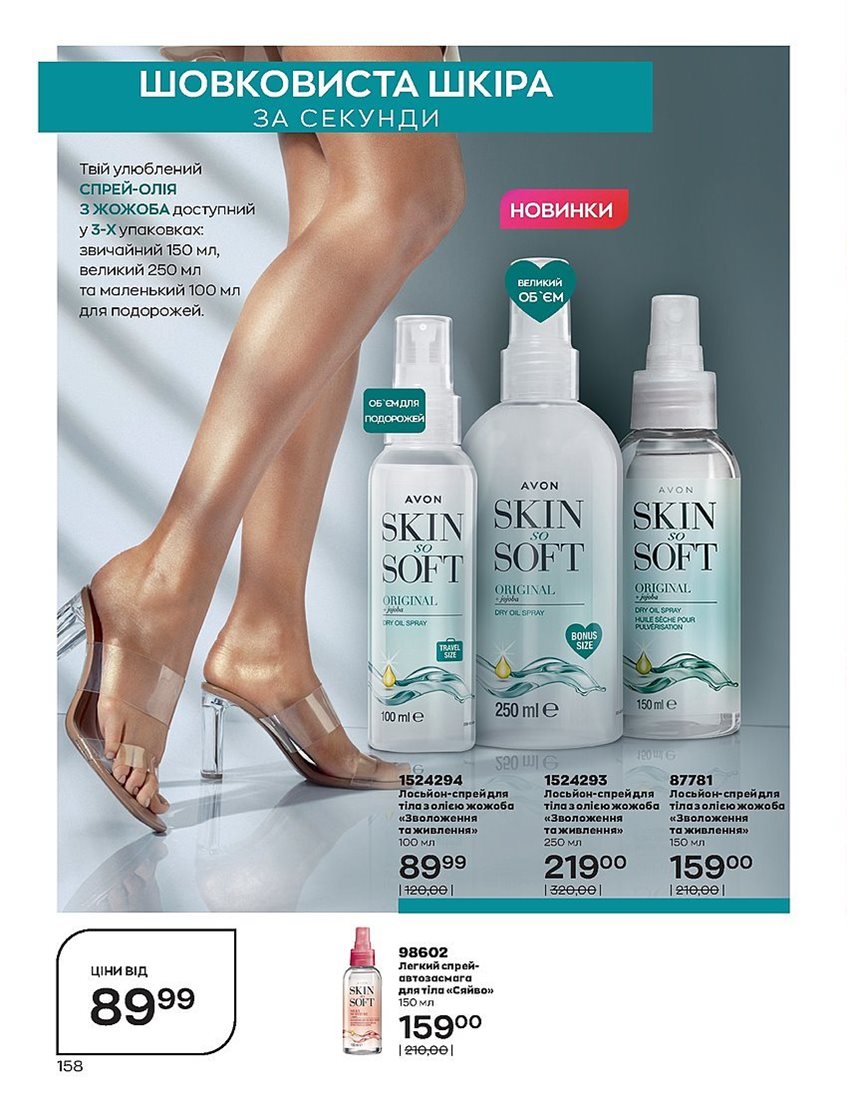 ШОВКОВИСТА ШКІРА
ЗА СЕКУНДИ
Твій улюблений
СПРЕЙ-ОЛІЯ
З ЖОЖОБА доступний
у 3-Х упаковках:
звичайний 150 мл,
великий 250 мл
та маленький 100 мл
для подорожей.
НОВИНКИ
ВЕЛИКИЙ
ОБ`ЄМ
ОБ`ЄМ ДЛЯ
ПОДОРОЖЕЙ
AVON
SKIN
so
SOFT
ORIGINAL
+ jojoba
DRY OIL SPRAY
TRAVEL
SIZE
100 ml e
AVON
SKIN
so
SOFT
ORIGINAL
+ jojoba
DRY OIL SPRAY
BONUS
SIZE
250 ml e
AVON
SKIN
so
SOFT
ORIGINAL
+ jojoba
DRY OIL SPRAY
HUILE SÈCHE POUR
PULVÉRISATION
150 ml e
1524294
Лосьйон-спрей для
тіла з олією жожоба
«Зволоження
та живлення»
100 мл
89 99
|120,00|
1524293
Лосьйон-спрей для
тіла з олією жожоба
«Зволоження
та живлення»
250 мл
219 00
|320,00|
87781
Лосьйон-спрей для
тіла з олією жожоба
«Зволоження
та живлення»
150 мл
159 00
|210,00|
ЦІНИ ВІД
89 99
SKIN
so
SOFT
98602
Легкий спрей-
автозасмага
для тіла «Сяйво»
150 мл
159 00
|210,00|
158